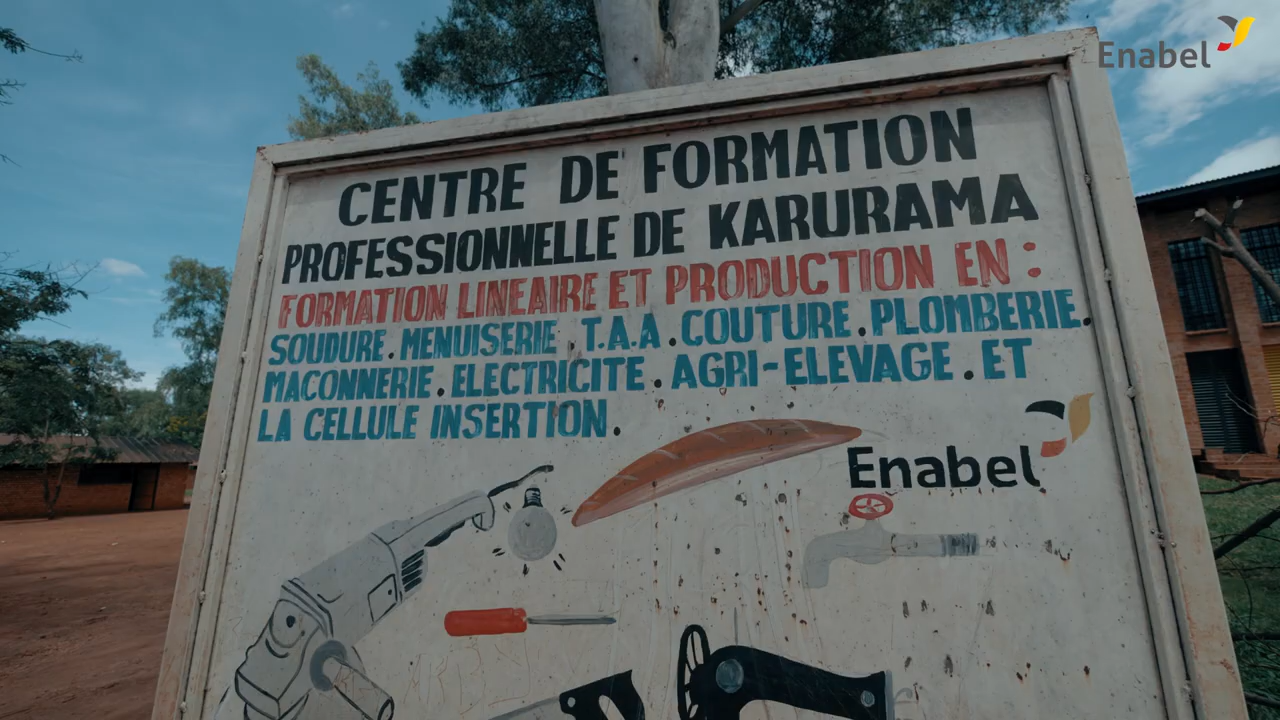 Enabel
CENTRE DE FORMATION
PROFESSIONNELLE DE KARURAMA
FORMATION LINEAIRE ET PRODUCTION EN :
SOUDURE . MENUISERIE . T.A.A . COUTURE . PLOMBERIE.
MACONNERIE . ELECTRICITE . AGRI-ELEVAGE . ET
LA CELLULE INSERTION.
Enabel